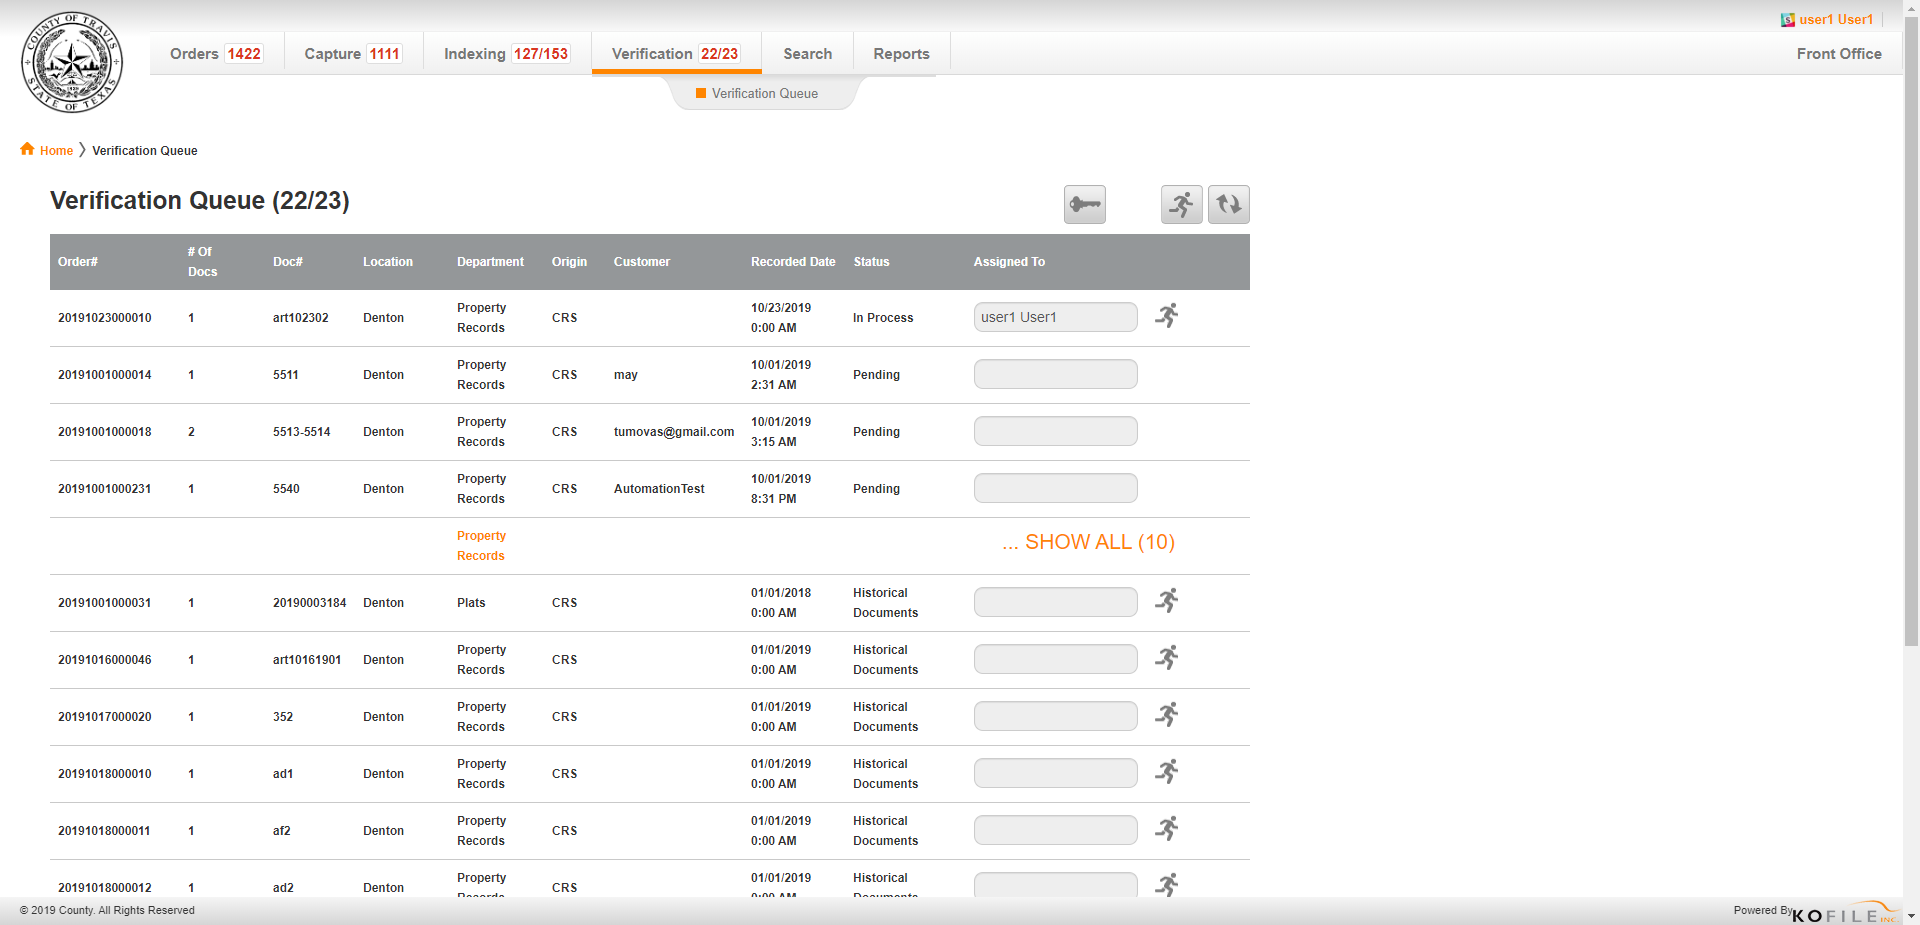 COUNTY OF TRAVIS
STATE OF TEXAS
user1 User1
Orders 1422 Capture 1111 Indexing 127/153 Verification 22/23 Search Reports Front Office
Verification Queue
Home Verification Queue
Verification Queue (22/23)
Order# # Of Docs Doc# Location Department Origin Customer Recorded Date Status Assigned To
20191023000010 1 art102302 Denton Property Records CRS 10/23/2019 0:00 AM In Process user1 User1
20191001000014 1 5511 Denton Property Records CRS may 10/01/2019 2:31 AM Pending
20191001000018 2 5513-5514 Denton Property Records CRS tumovas@gmail.com 10/01/2019 3:15 AM Pending
20191001000231 1 5540 Denton Property Records CRS AutomationTest 10/01/2019 8:31 PM Pending
Property Records ... SHOW ALL (10)
20191001000031 1 20190003184 Denton Plats CRS 01/01/2018 0:00 AM Historical Documents
20191016000046 1 art10161901 Denton Property Records CRS 01/01/2019 0:00 AM Historical Documents
20191017000020 1 352 Denton Property Records CRS 01/01/2019 0:00 AM Historical Documents
20191018000010 1 ad1 Denton Property Records CRS 01/01/2019 0:00 AM Historical Documents
20191018000011 1 af2 Denton Property Records CRS 01/01/2019 0:00 AM Historical Documents
20191018000012 1 ad2 Denton Property Records CRS 01/01/2019 0:00 AM Historical Documents
© 2019 County. All Rights Reserved
Powered By KOFILE INC.